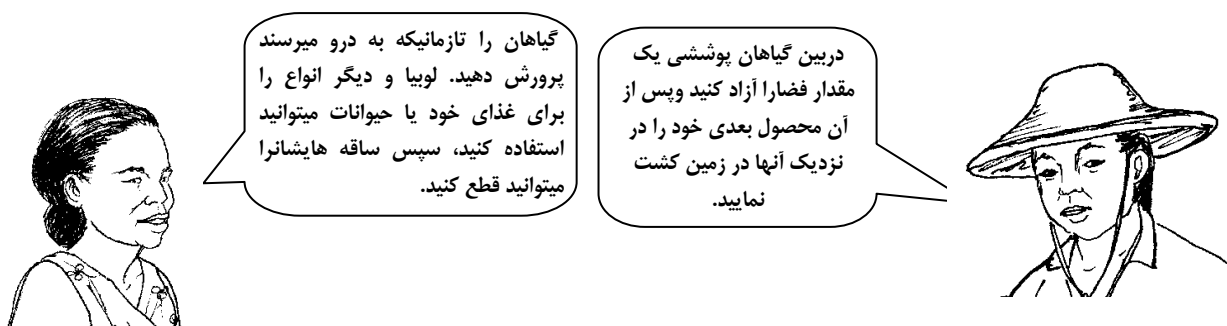 دربین گیاهان پوششی یک
مقدار فضارا آزاد کنید وپس از
آن محصول بعدی خود را در
نزدیک آنها در زمین کشت
نمایید.
گیاهان را تازمانیکه به درو میرسند
پرورش دهید. لوبیا و دیگر انواع را
برای غذای خود یا حیوانات میتوانید
استفاده کنید، سپس ساقه هایشانرا
میتوانید قطع کنید.